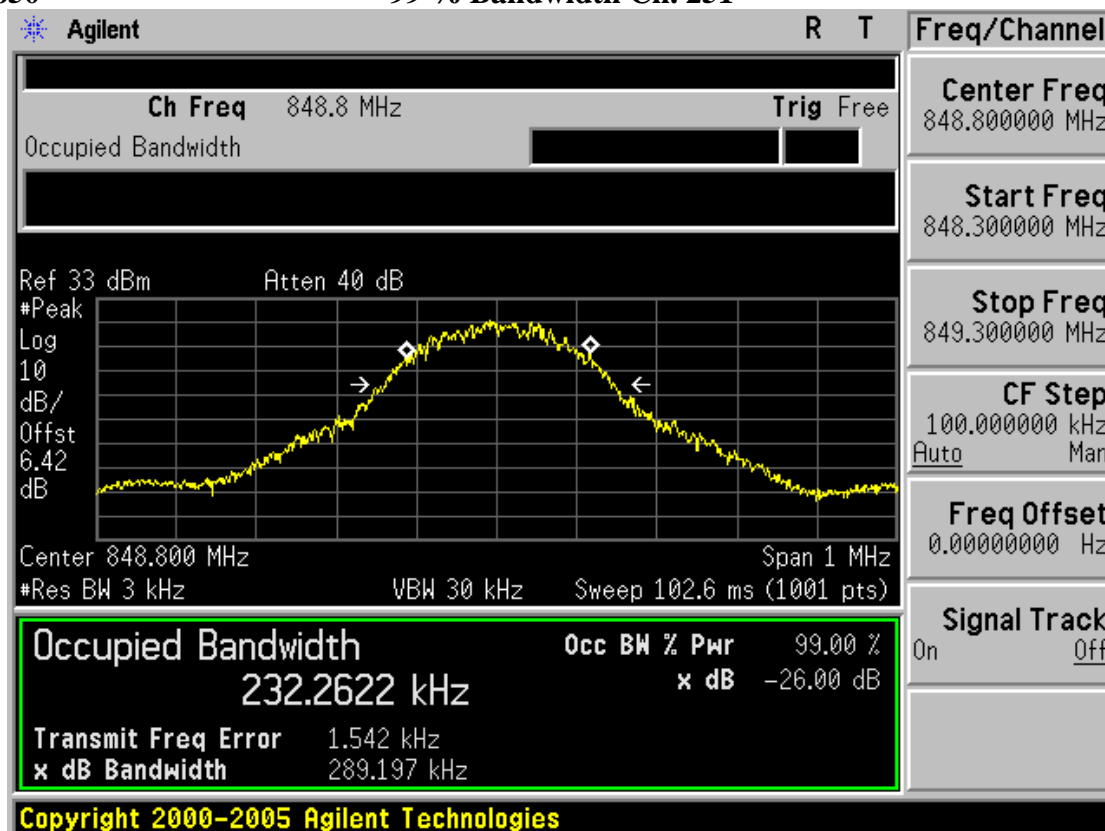 99 % Bandwidth Ch. 251
Agilent R T
Freq/Channel
Ch Freq 848.8 MHz Trig Free
Occupied Bandwidth
Center Freq
848.800000 MHz
Start Freq
848.300000 MHz
Stop Freq
849.300000 MHz
CF Step
100.000000 kHz
Auto Man
Freq Offset
0.00000000 Hz
Signal Track
On Off
Ref 33 dBm Atten 40 dB
#Peak
Log
10
dB/
Offst
6.42
dB
Center 848.800 MHz Span 1 MHz
#Res BW 3 kHz VBW 30 kHz Sweep 102.6 ms (1001 pts)
Occupied Bandwidth Occ BW % Pwr 99.00 %
232.2622 kHz x dB -26.00 dB
Transmit Freq Error 1.542 kHz
x dB Bandwidth 289.197 kHz
Copyright 2000-2005 Agilent Technologies